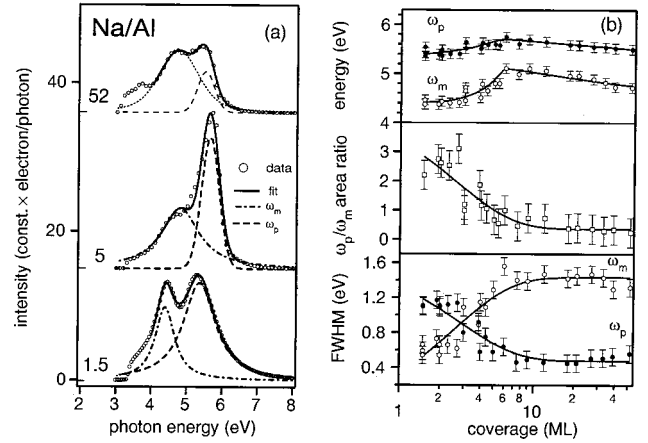 Na/Al
(a)
intensity (const. × electron/photon)
40
20
0
52
5
1.5
data
fit
ωm
ωp
3
4
5
6
7
8
2
photon energy (eV)
(b)
energy (eV)
6
5
4
ωp
ωm
ωp/ωm area ratio
3
2
1
0
FWHM (eV)
1.6
1.2
0.8
0.4
ωm
ωp
1
2
4
6
8
10
2
4
coverage (ML)